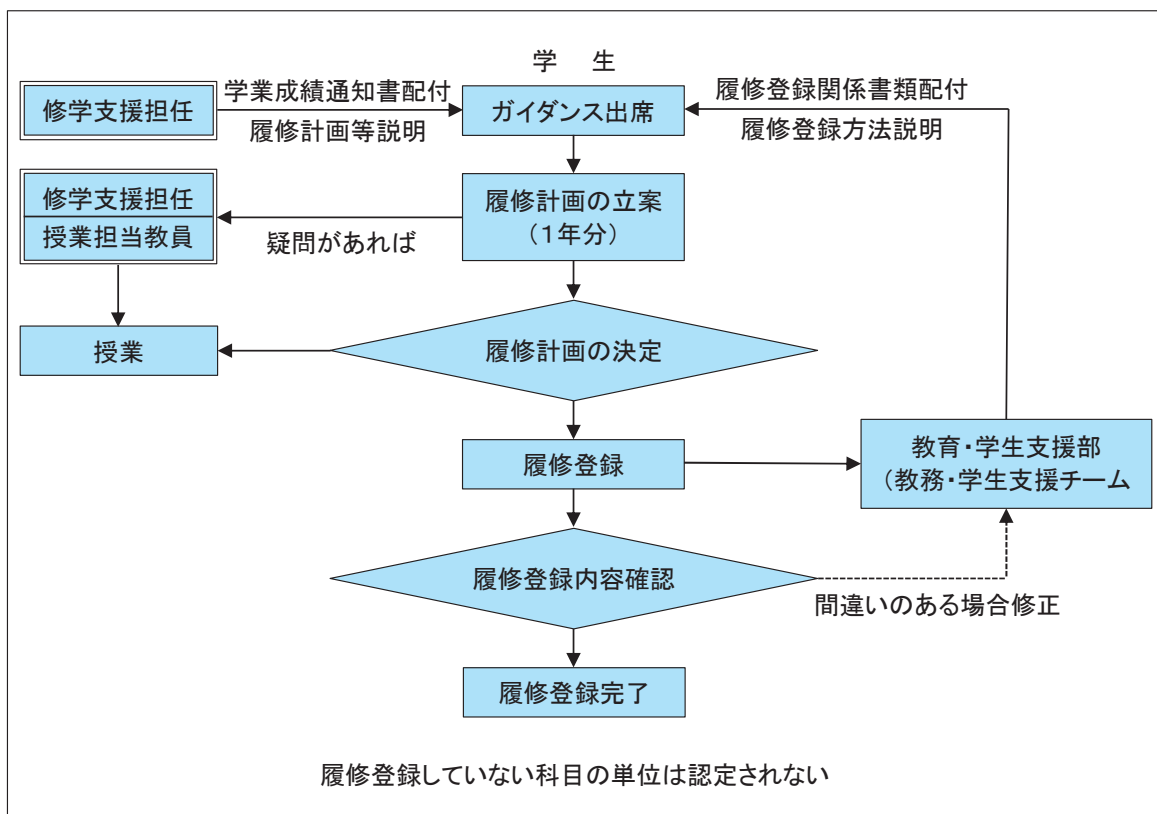 学 生
修学支援担任
学業成績通知書配付
履修計画等説明
ガイダンス出席
履修登録関係書類配付
履修登録方法説明
修学支援担任
授業担当教員
疑問があれば
履修計画の立案
(1年分)
授業
履修計画の決定
履修登録
教育・学生支援部
(教務・学生支援チーム
履修登録内容確認
間違いのある場合修正
履修登録完了
履修登録していない科目の単位は認定されない